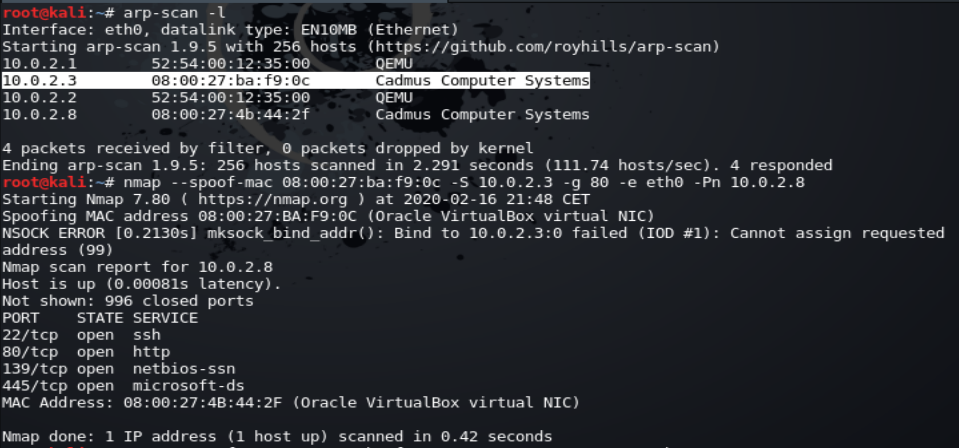 root@kali:~# arp-scan -l
Interface: eth0, datalink type: EN10MB (Ethernet)
Starting arp-scan 1.9.5 with 256 hosts (https://github.com/royhills/arp-scan)
10.0.2.1 52:54:00:12:35:00 QEMU
10.0.2.3 08:00:27:ba:f9:0c Cadmus Computer Systems
10.0.2.2 52:54:00:12:35:00 QEMU
10.0.2.8 08:00:27:4b:44:2f Cadmus Computer Systems
4 packets received by filter, 0 packets dropped by kernel
Ending arp-scan 1.9.5: 256 hosts scanned in 2.291 seconds (111.74 hosts/sec). 4 responded
root@kali:~# nmap --spoof-mac 08:00:27:ba:f9:0c -S 10.0.2.3 -g 80 -e eth0 -Pn 10.0.2.8
Starting Nmap 7.80 ( https://nmap.org ) at 2020-02-16 21:48 CET
Spoofing MAC address 08:00:27:BA:F9:0C (Oracle VirtualBox virtual NIC)
NSOCK ERROR [0.2130s] mksock_bind_addr(): Bind to 10.0.2.3:0 failed (IOD #1): Cannot assign requested
address (99)
Nmap scan report for 10.0.2.8
Host is up (0.00081s latency).
Not shown: 996 closed ports
PORT STATE SERVICE
22/tcp open ssh
80/tcp open http
139/tcp open netbios-ssn
445/tcp open microsoft-ds
MAC Address: 08:00:27:4B:44:2F (Oracle VirtualBox virtual NIC)
Nmap done: 1 IP address (1 host up) scanned in 0.42 seconds